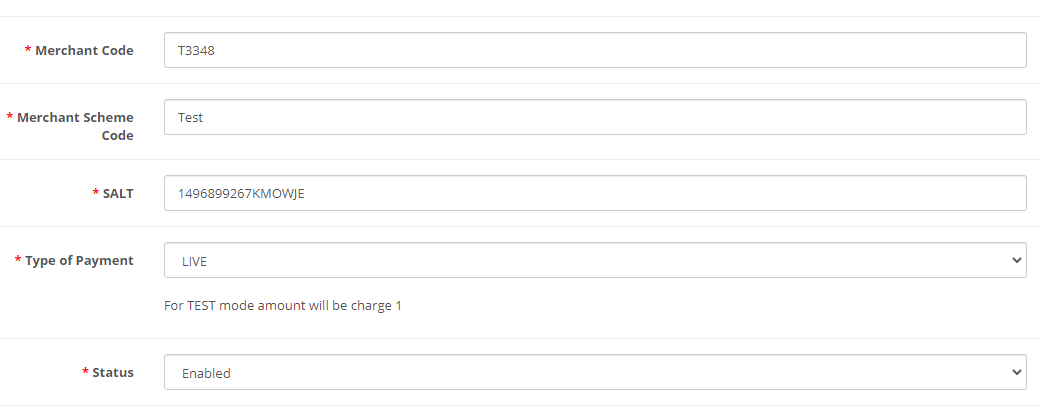 * Merchant Code
T3348
* Merchant Scheme
Code
Test
* SALT
1496899267KMOWJE
* Type of Payment
LIVE
For TEST mode amount will be charge 1
* Status
Enabled